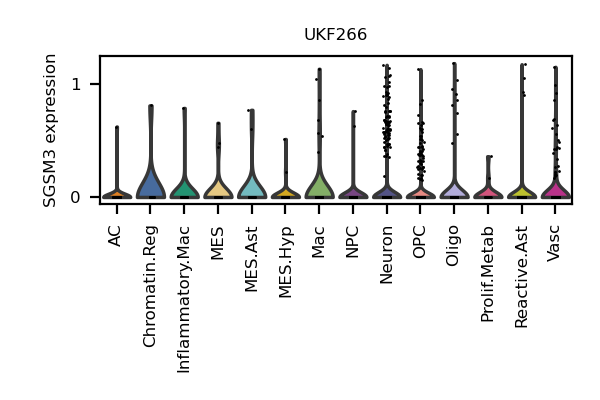 UKF266
SGSM3 expression
1
0
AC
Chromatin.Reg
Inflammatory.Mac
MES
MES.Ast
MES.Hyp
Mac
NPC
Neuron
OPC
Oligo
Prolif.Metab
Reactive.Ast
Vasc